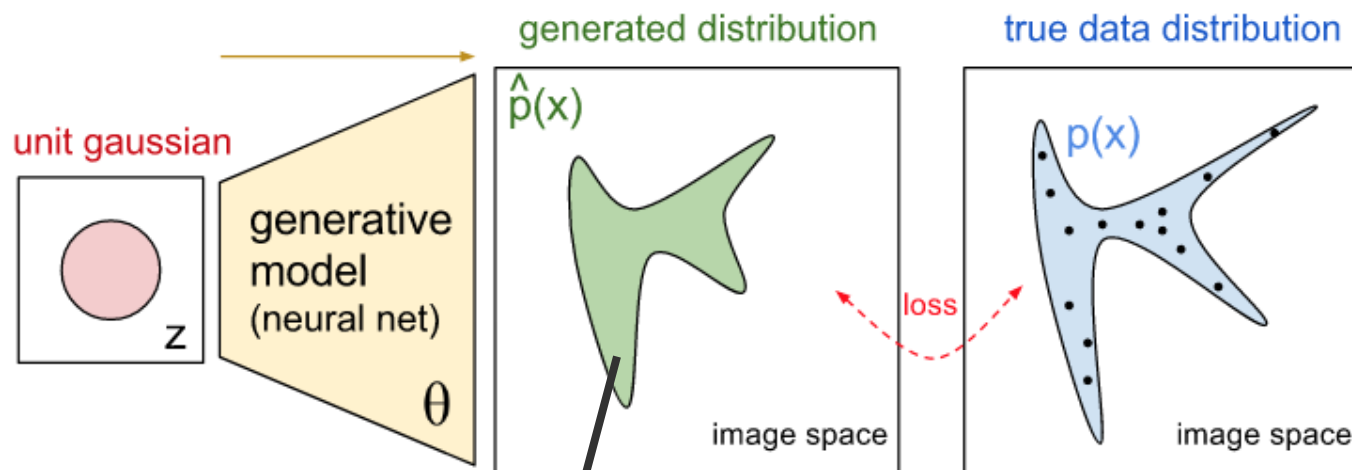 generated distribution
true data distribution
p̂(x)
unit gaussian
p(x)
generative
model
(neural net)
loss
z
θ
image space
image space